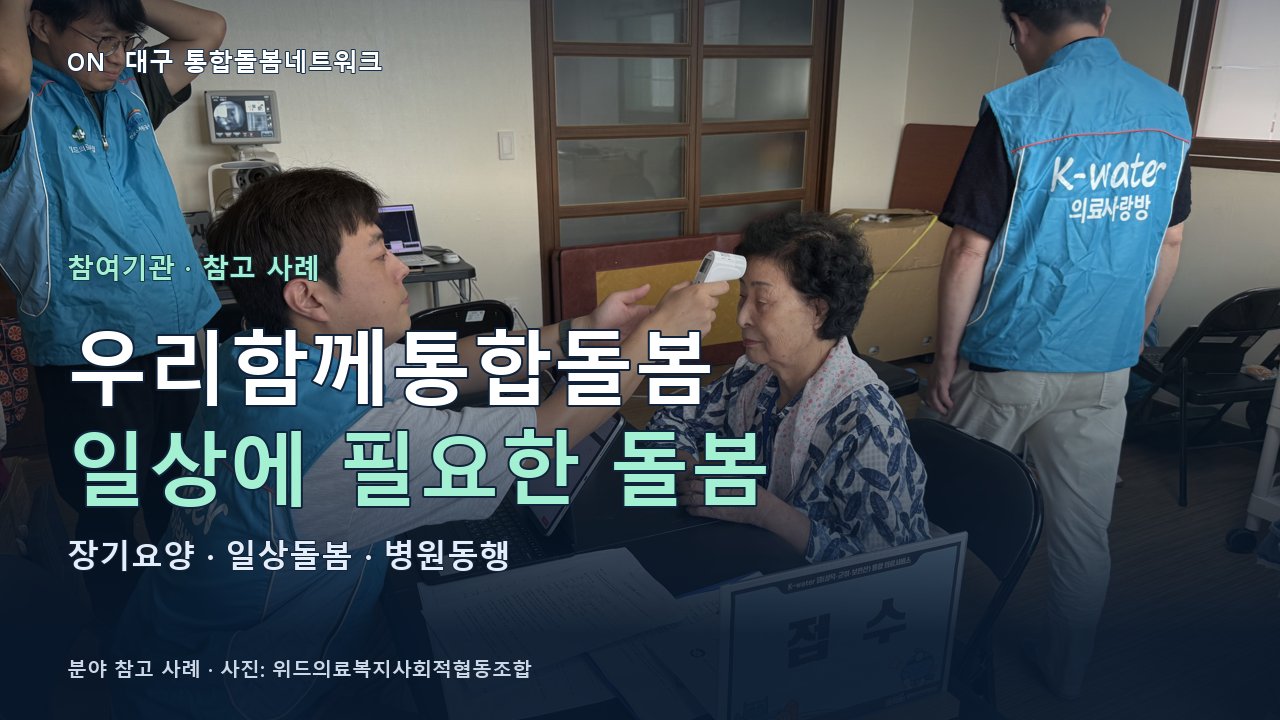 ON 대구 통합돌봄네트워크
K-water
의료사랑방
참여기관 · 참고 사례
우리함께통합돌봄
일상에 필요한 돌봄
장기요양 · 일상돌봄 · 병원동행
접수
분야 참고 사례 · 사진: 위드의료복지사회적협동조합